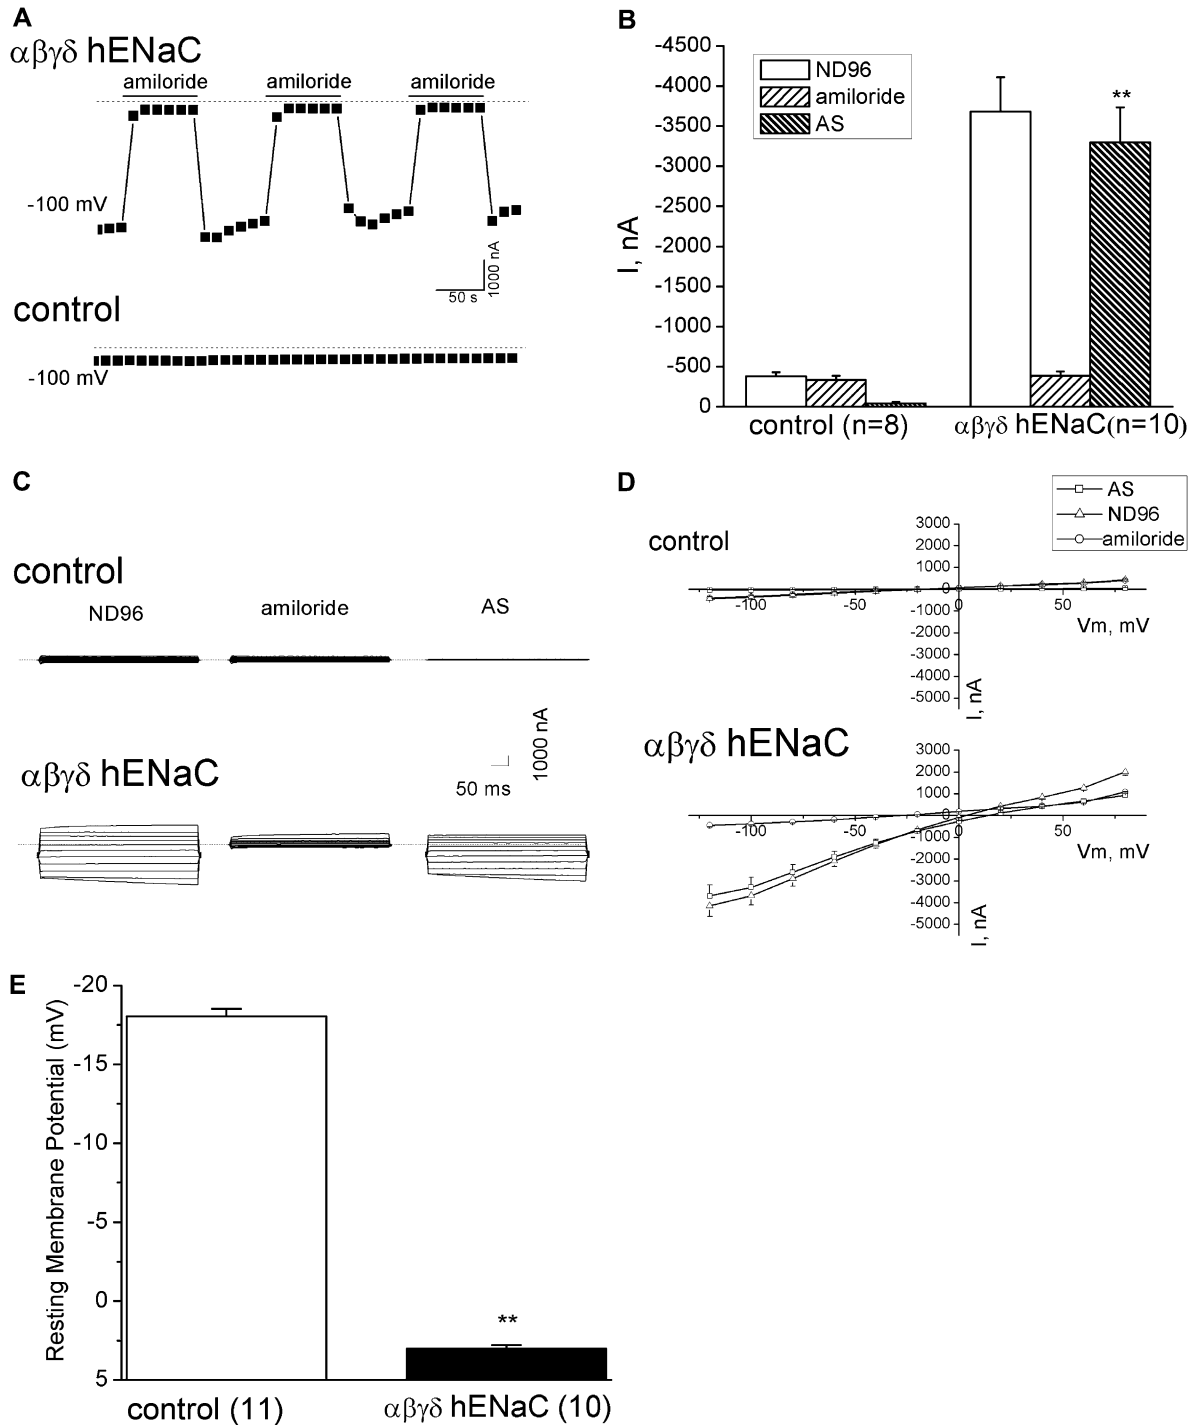 A
αβγδ hENaC
amiloride amiloride amiloride
-100 mV
1000 nA
50 s
control
-100 mV
B
-4500
-4000
-3500
-3000
-2500
-2000
-1500
-1000
-500
0
I, nA
ND96
amiloride
AS
**
control (n=8) αβγδ hENaC(n=10)
C
control
ND96 amiloride AS
αβγδ hENaC
50 ms
1000 nA
D
AS
ND96
amiloride
control
3000
2000
1000
0
-1000
-2000
-3000
-4000
-5000
-100 -50 0 50
Vm, mV
I, nA
αβγδ hENaC
3000
2000
1000
0
-1000
-2000
-3000
-4000
-5000
-100 -50 0 50
Vm, mV
I, nA
E
Resting Membrane Potential (mV)
-20
-15
-10
-5
0
5
**
control (11) αβγδ hENaC (10)